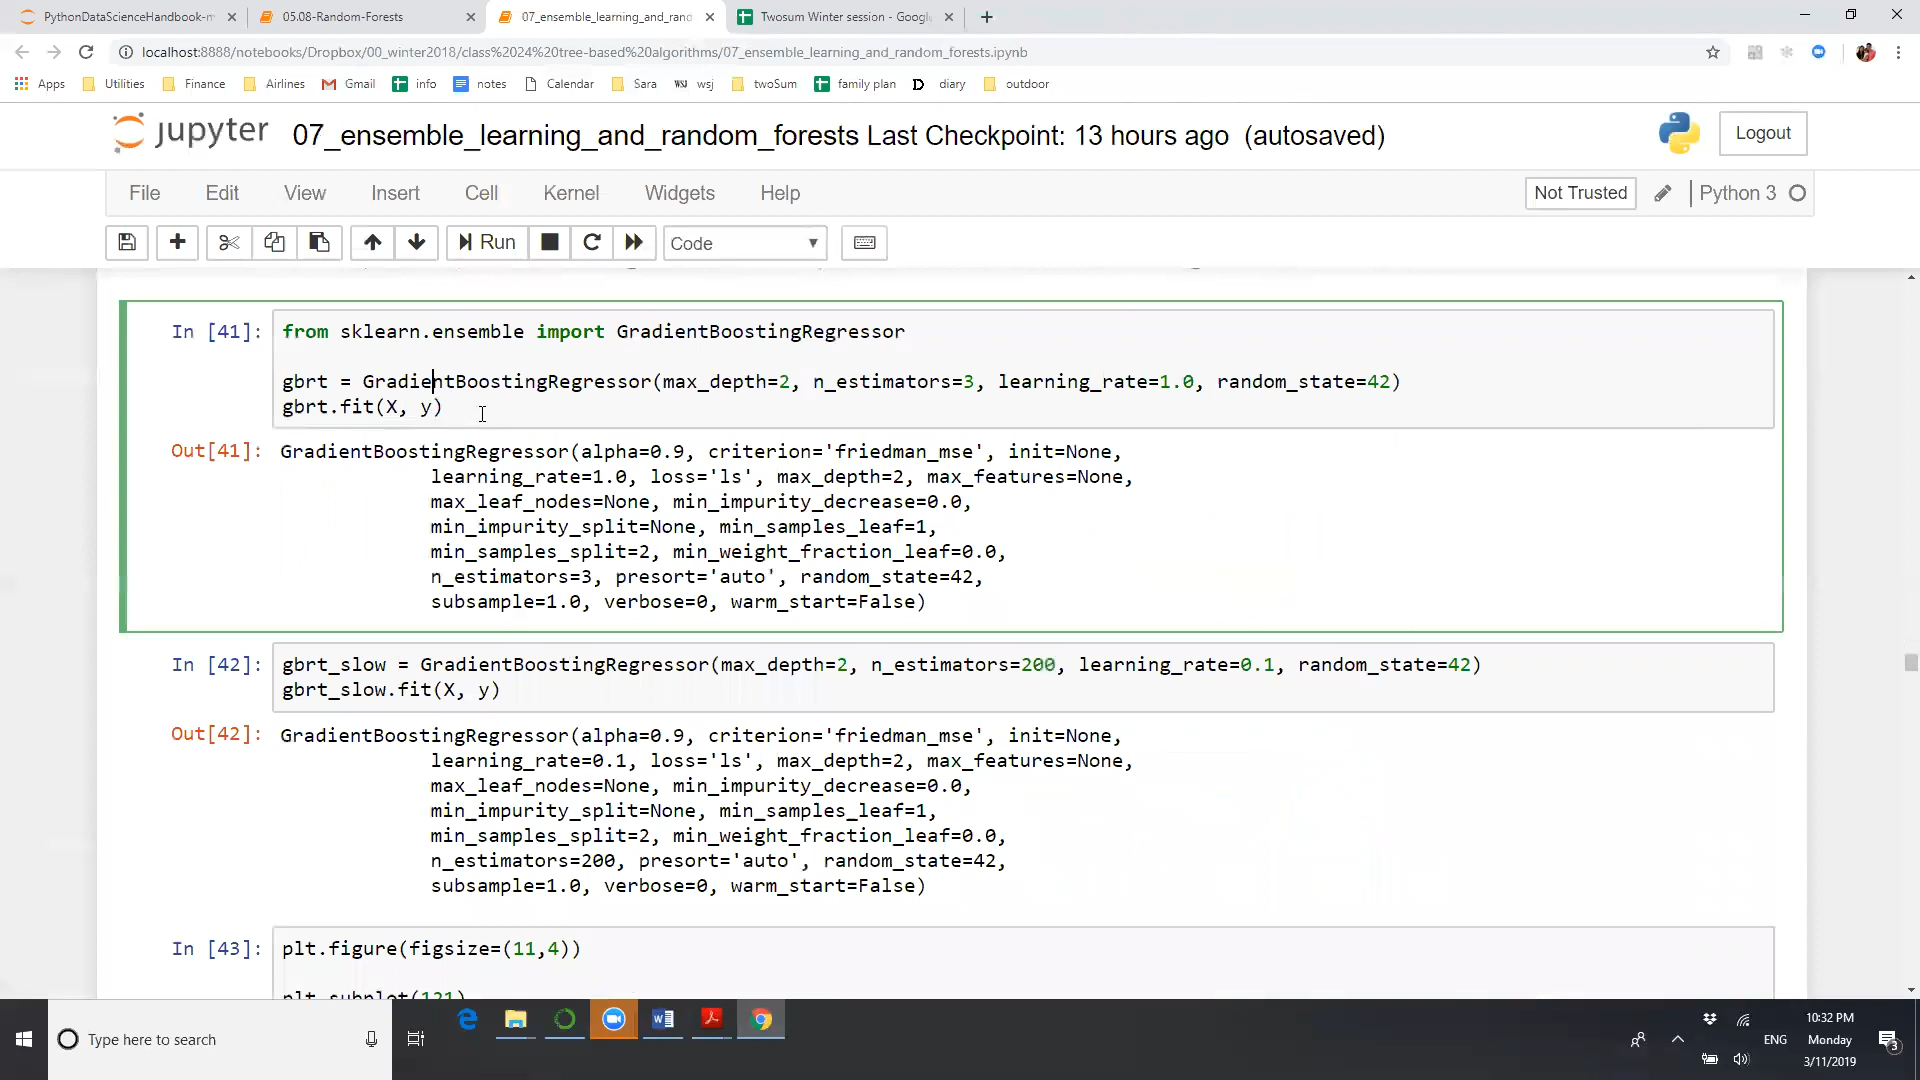 PythonDataScienceHandbook-m
05.08-Random-Forests
07_ensemble_learning_and_rand
Twosum Winter session - Googl
localhost:8888/notebooks/Dropbox/00_winter2018/class%2024%20tree-based%20algorithms/07_ensemble_learning_and_random_forests.ipynb
Apps Utilities Finance Airlines Gmail info notes Calendar Sara WSJ wsj twoSum family plan D diary outdoor
jupyter 07_ensemble_learning_and_random_forests Last Checkpoint: 13 hours ago (autosaved) Logout
File Edit View Insert Cell Kernel Widgets Help Not Trusted Python 3
Run Code
In [41]: from sklearn.ensemble import GradientBoostingRegressor
gbrt = GradientBoostingRegressor(max_depth=2, n_estimators=3, learning_rate=1.0, random_state=42)
gbrt.fit(X, y)
Out[41]: GradientBoostingRegressor(alpha=0.9, criterion='friedman_mse', init=None,
learning_rate=1.0, loss='ls', max_depth=2, max_features=None,
max_leaf_nodes=None, min_impurity_decrease=0.0,
min_impurity_split=None, min_samples_leaf=1,
min_samples_split=2, min_weight_fraction_leaf=0.0,
n_estimators=3, presort='auto', random_state=42,
subsample=1.0, verbose=0, warm_start=False)
In [42]: gbrt_slow = GradientBoostingRegressor(max_depth=2, n_estimators=200, learning_rate=0.1, random_state=42)
gbrt_slow.fit(X, y)
Out[42]: GradientBoostingRegressor(alpha=0.9, criterion='friedman_mse', init=None,
learning_rate=0.1, loss='ls', max_depth=2, max_features=None,
max_leaf_nodes=None, min_impurity_decrease=0.0,
min_impurity_split=None, min_samples_leaf=1,
min_samples_split=2, min_weight_fraction_leaf=0.0,
n_estimators=200, presort='auto', random_state=42,
subsample=1.0, verbose=0, warm_start=False)
In [43]: plt.figure(figsize=(11,4))
plt.subplot(121)
Type here to search
ENG
10:32 PM
Monday
3/11/2019
3